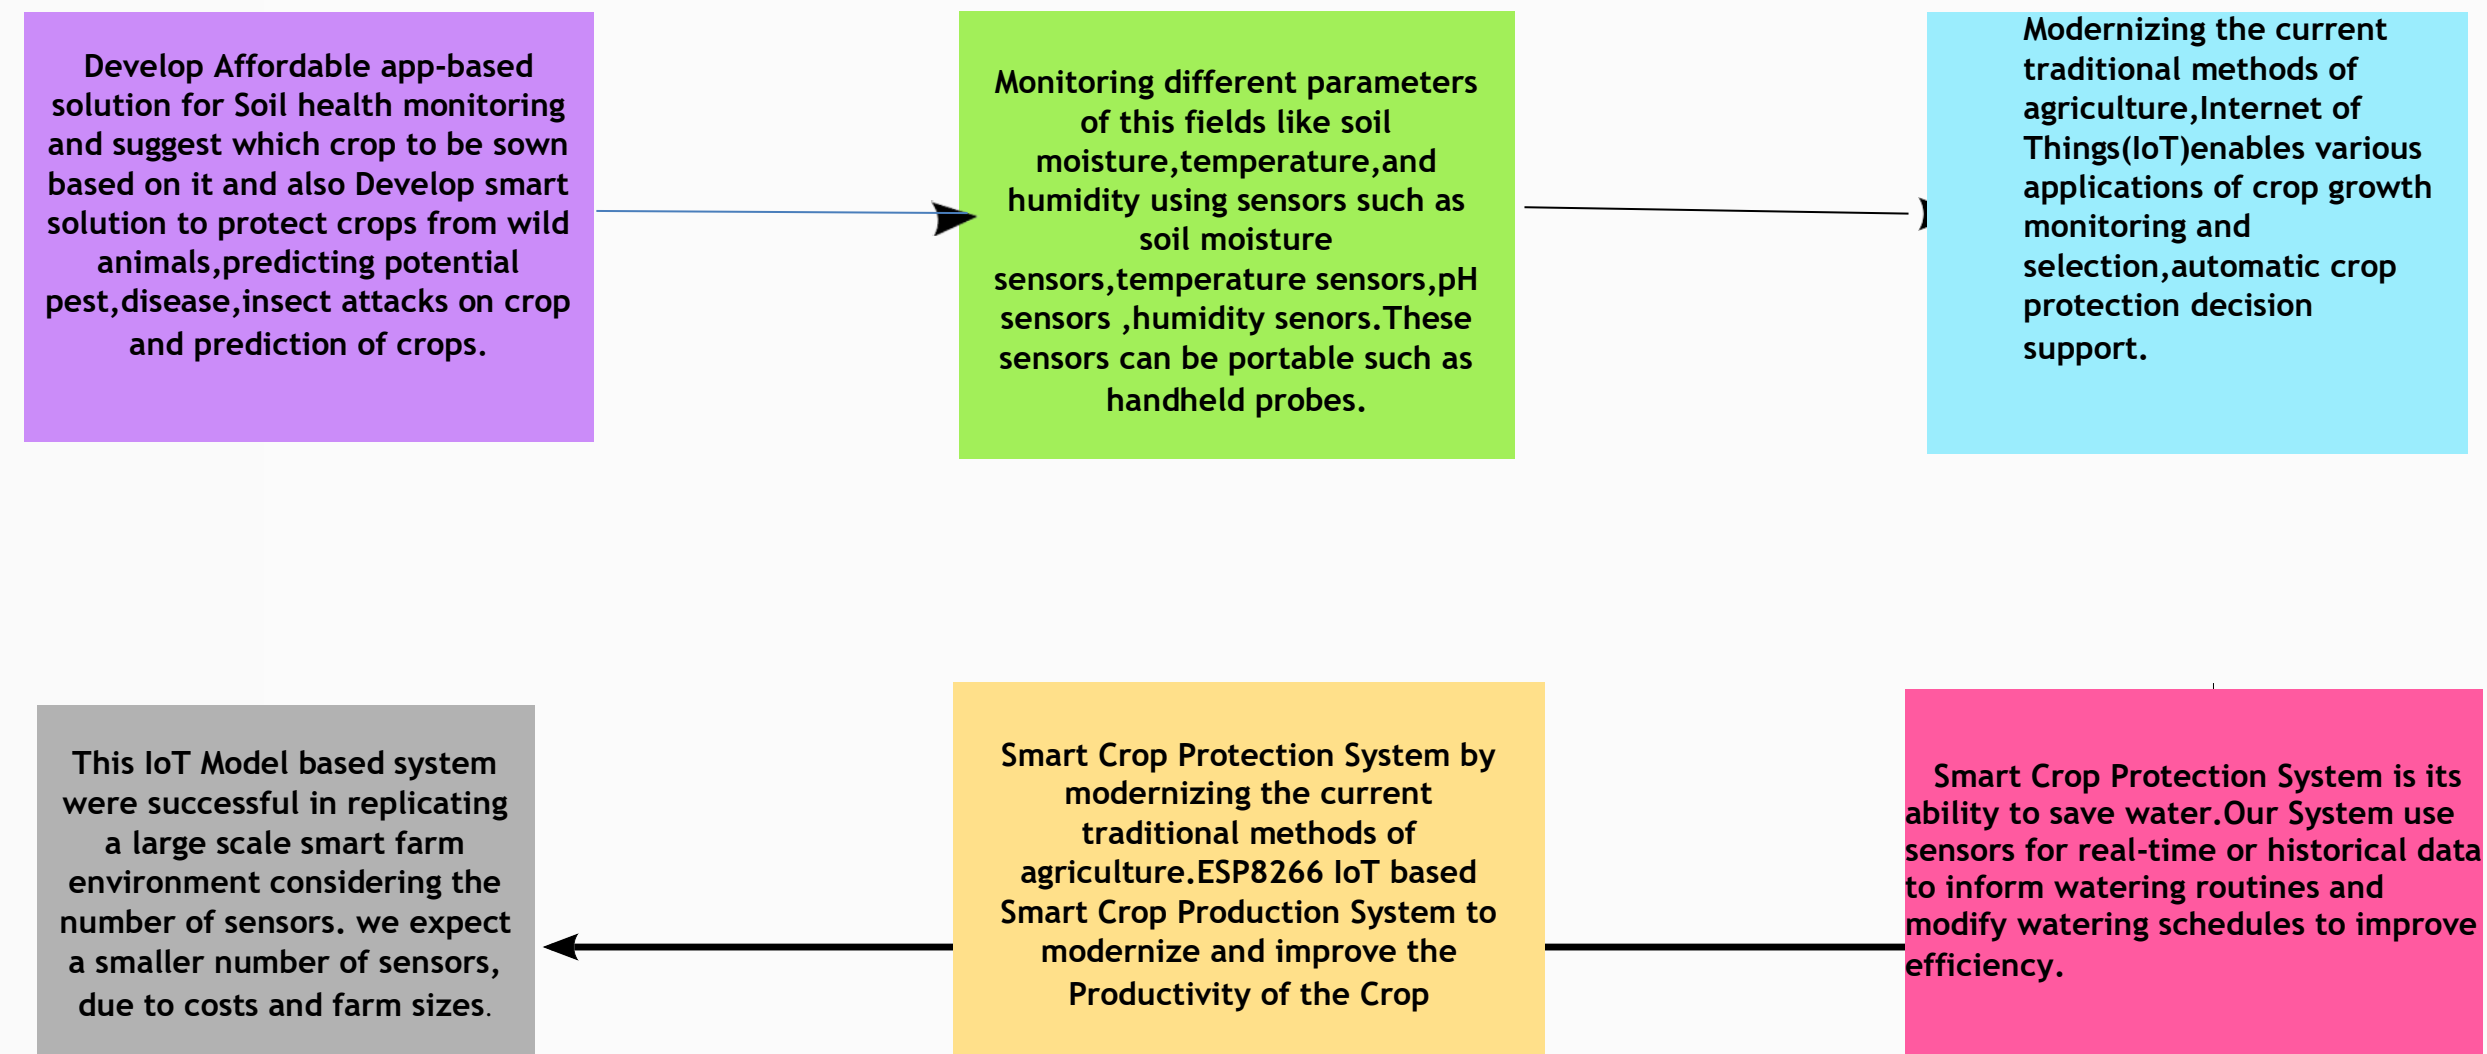 Develop Affordable app-based
solution for Soil health monitoring
and suggest which crop to be sown
based on it and also Develop smart
solution to protect crops from wild
animals,predicting potential
pest,disease,insect attacks on crop
and prediction of crops.
Monitoring different parameters
of this fields like soil
moisture,temperature,and
humidity using sensors such as
soil moisture
sensors,temperature sensors,pH
sensors ,humidity senors.These
sensors can be portable such as
handheld probes.
Modernizing the current
traditional methods of
agriculture,Internet of
Things(IoT)enables various
applications of crop growth
monitoring and
selection,automatic crop
protection decision
support.
This IoT Model based system
were successful in replicating
a large scale smart farm
environment considering the
number of sensors. we expect
a smaller number of sensors,
due to costs and farm sizes.
Smart Crop Protection System by
modernizing the current
traditional methods of
agriculture.ESP8266 IoT based
Smart Crop Production System to
modernize and improve the
Productivity of the Crop
Smart Crop Protection System is its
ability to save water.Our System use
sensors for real-time or historical data
to inform watering routines and
modify watering schedules to improve
efficiency.